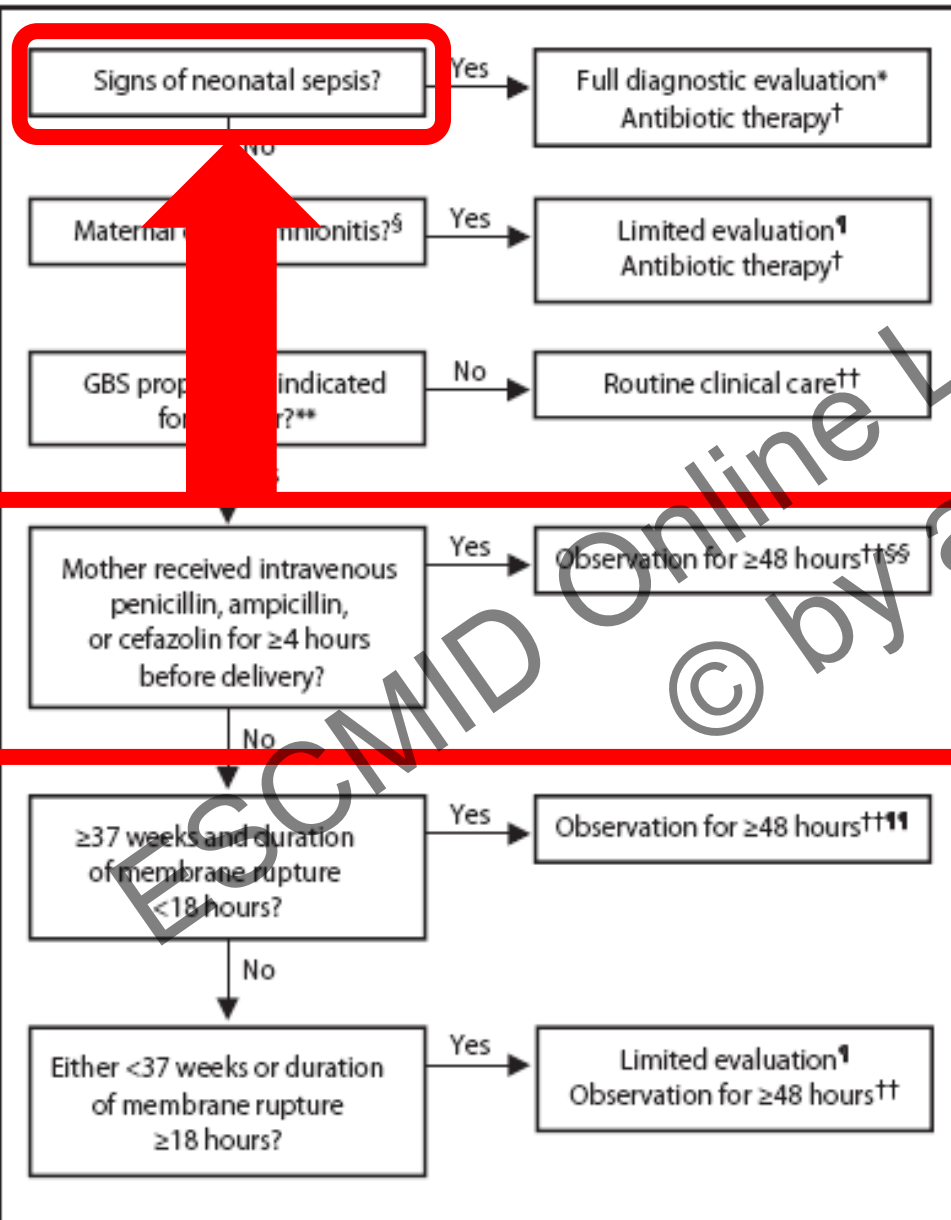 Signs of neonatal sepsis?
Yes
Full diagnostic evaluation*
Antibiotic therapy†
No
Maternal
Yes
Limited evaluation¶
Antibiotic therapy†
GBS indicated
No
Routine clinical care††
Mother received intravenous
penicillin, ampicillin,
or cefazolin for ≥4 hours
before delivery?
Yes
Observation for ≥48 hours††§§
No
≥37 weeks and duration
of membrane rupture
<18 hours?
Yes
Observation for ≥48 hours††¶¶
No
Either <37 weeks or duration
of membrane rupture
≥18 hours?
Yes
Limited evaluation¶
Observation for ≥48 hours††
ESCMID Online
© by